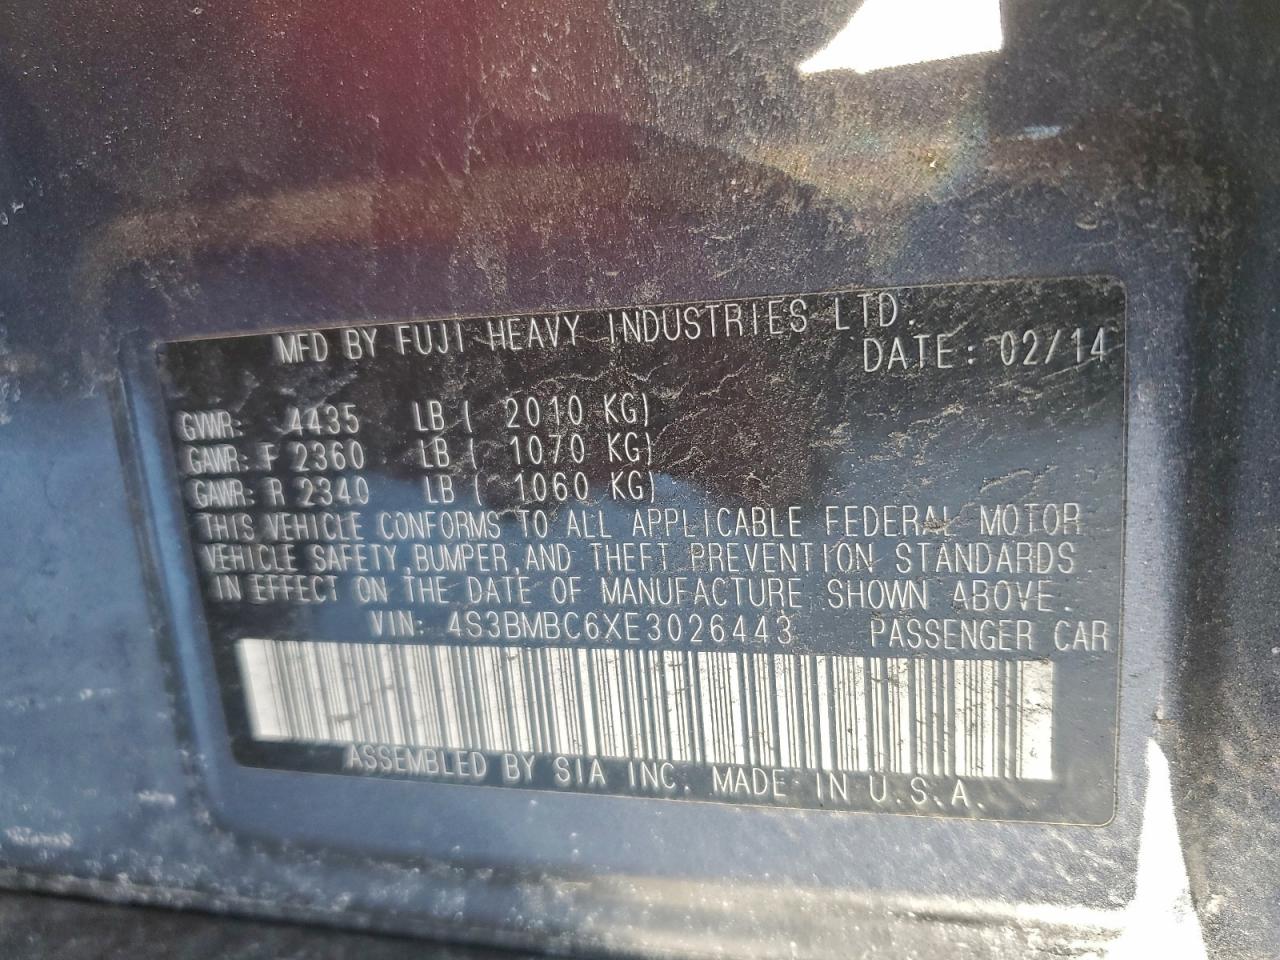 MFD BY FUJI HEAVY INDUSTRIES LTD.
DATE: 02/14
GVWR: 4435 LB ( 2010 KG)
GAWR: F 2360 LB ( 1070 KG)
GAWR: R 2340 LB ( 1060 KG)
THIS VEHICLE CONFORMS TO ALL APPLICABLE FEDERAL MOTOR
VEHICLE SAFETY,BUMPER,AND THEFT PREVENTION STANDARDS
IN EFFECT ON THE DATE OF MANUFACTURE SHOWN ABOVE.
VIN: 4S3BMBC6XE3026443 PASSENGER CAR
ASSEMBLED BY SIA INC. MADE IN U.S.A.